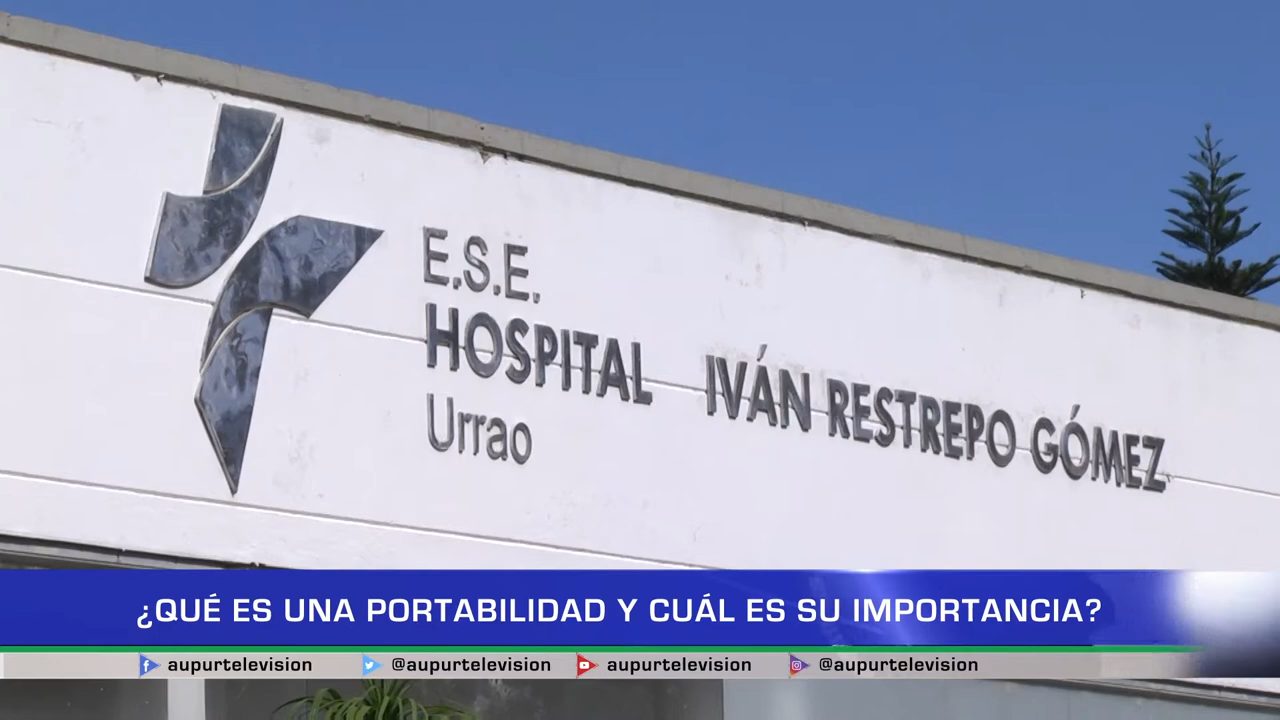 E.S.E.
HOSPITAL IVÁN RESTREPO GÓMEZ
Urrao
¿QUÉ ES UNA PORTABILIDAD Y CUÁL ES SU IMPORTANCIA?
aupurtelevision @aupurtelevision aupurtelevision @aupurtelevision